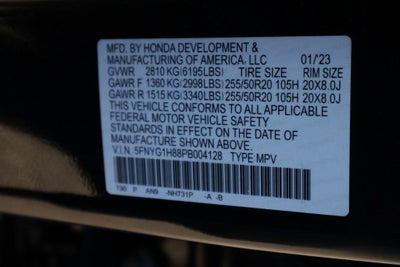 MFD. BY HONDA DEVELOPMENT &
MANUFACTURING OF AMERICA, LLC 01/'23
GVWR 2810 KG(6195LBS) TIRE SIZE RIM SIZE
GAWR F 1360 KG(2998LBS) 255/50R20 105H 20X8.0J
GAWR R 1515 KG(3340LBS) 255/50R20 105H 20X8.0J
THIS VEHICLE CONFORMS TO ALL APPLICABLE
FEDERAL MOTOR VEHICLE SAFETY
STANDARDS IN EFFECT ON THE DATE OF
MANUFACTURE SHOWN ABOVE.
V.I.N. 5FNYG1H88PB004128 TYPE MPV
T90 P AN9 -NH731P -A -B